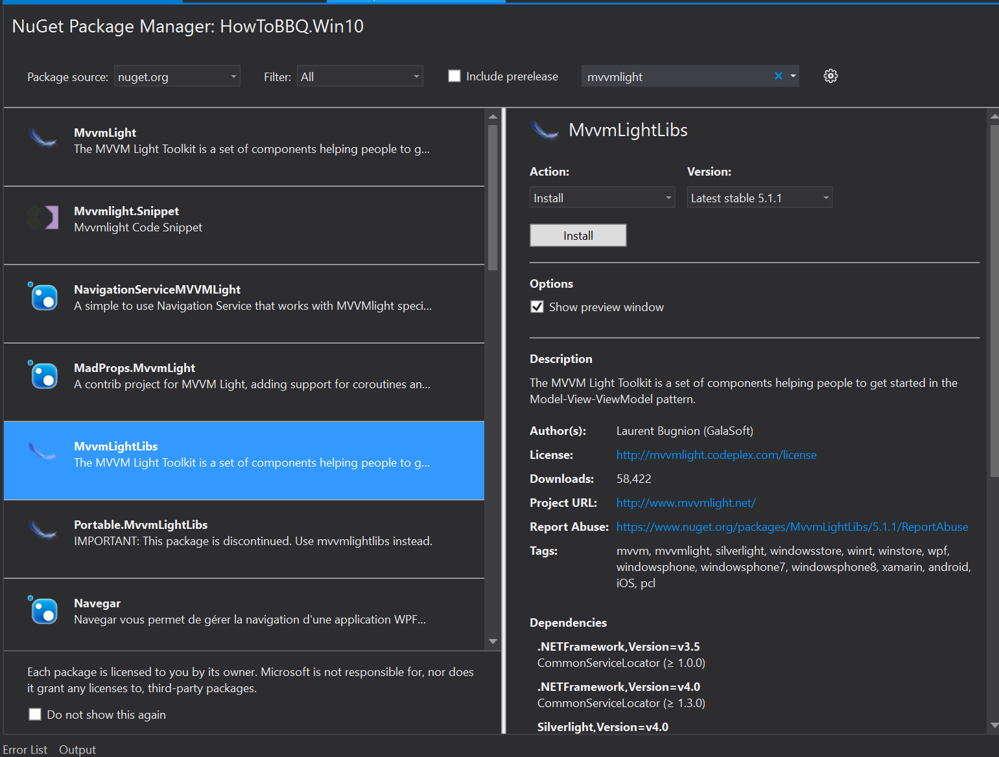 NuGet Package Manager: HowToBBQ.Win10
Package source: nuget.org Filter: All Include prerelease mvvmlight
MvvmLight
The MVVM Light Toolkit is a set of components helping people to g...
Mvvmlight.Snippet
Mvvmlight Code Snippet
NavigationServiceMVVMLight
A simple to use Navigation Service that works with MVVMlight speci...
MadProps.MvvmLight
A contrib project for MVVM Light, adding support for coroutines an...
MvvmLightLibs
The MVVM Light Toolkit is a set of components helping people to g...
Portable.MvvmLightLibs
IMPORTANT: This package is discontinued. Use mvvmlightlibs instead.
Navegar
Navegar vous permet de gérer la navigation d'une application WPF...
Each package is licensed to you by its owner. Microsoft is not responsible for, nor does
it grant any licenses to, third-party packages.
Do not show this again
MvvmLightLibs
Action: Version:
Install Latest stable 5.1.1
Install
Options
Show preview window
Description
The MVVM Light Toolkit is a set of components helping people to get started in the
Model-View-ViewModel pattern.
Author(s): Laurent Bugnion (GalaSoft)
License: http://mvvmlight.codeplex.com/license
Downloads: 58,422
Project URL: http://www.mvvmlight.net/
Report Abuse: https://www.nuget.org/packages/MvvmLightLibs/5.1.1/ReportAbuse
Tags: mvvm, mvvmlight, silverlight, windowsstore, winrt, winstore, wpf,
windowsphone, windowsphone7, windowsphone8, xamarin, android,
iOS, pcl
Dependencies
.NETFramework,Version=v3.5
CommonServiceLocator (≥ 1.0.0)
.NETFramework,Version=v4.0
CommonServiceLocator (≥ 1.3.0)
Silverlight,Version=v4.0
Error List Output